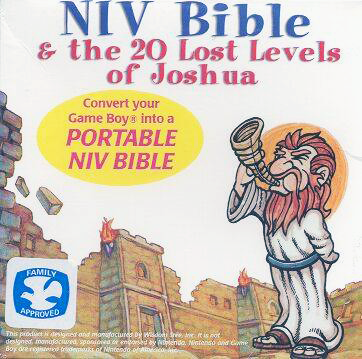 NIV Bible
& the 20 Lost Levels
of Joshua
Convert your
Game Boy® into a
PORTABLE
NIV BIBLE
FAMILY
APPROVED
This product is designed and manufactured by Wisdom Tree, Inc. It is not
designed, manufactured, sponsored or endorsed by Nintendo. Nintendo and Game
Boy are registered trademarks of Nintendo of America, Inc.